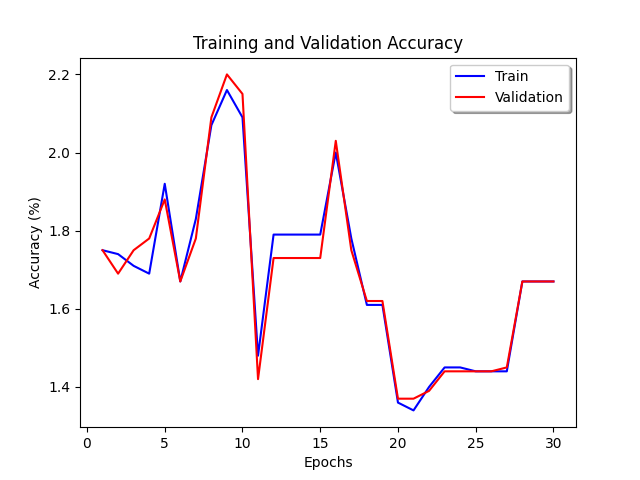 Training and Validation Accuracy
Train
Validation
Accuracy (%)
2.2
2.0
1.8
1.6
1.4
0 5 10 15 20 25 30
Epochs